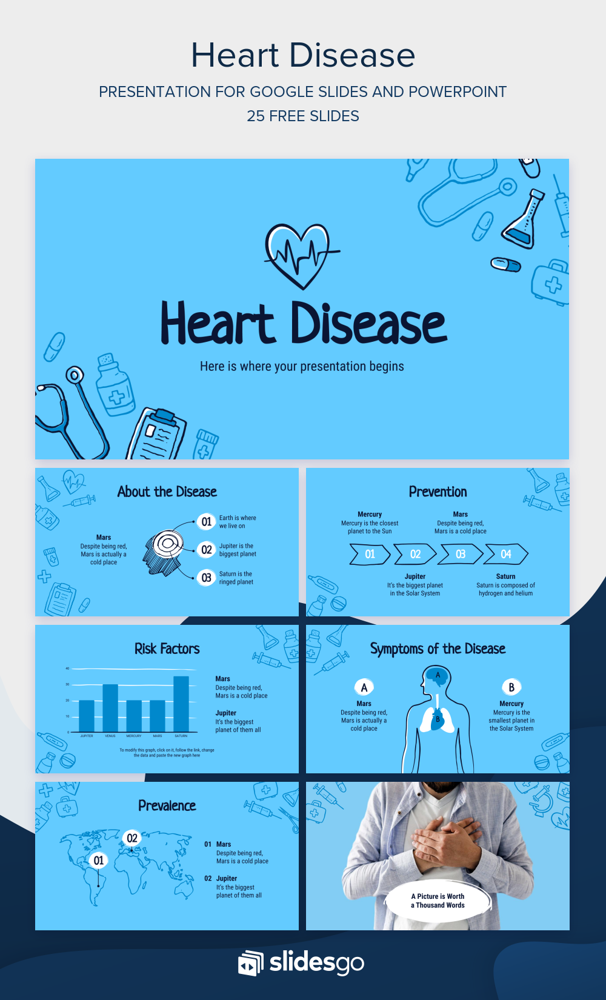 Heart Disease
PRESENTATION FOR GOOGLE SLIDES AND POWERPOINT
25 FREE SLIDES
Heart Disease
Here is where your presentation begins
About the Disease
Mars
Despite being red,
Mars is actually a
cold place
01
Earth is where
we live on
02
Jupiter is the
biggest planet
03
Saturn is the
ringed planet
Prevention
Mercury
Mercury is the closest
planet to the Sun
Mars
Despite being red,
Mars is a cold place
01
02
03
04
Jupiter
It's the biggest planet
in the Solar System
Saturn
Saturn is composed of
hydrogen and helium
Risk Factors
40
30
20
10
0
JUPITER
VENUS
MERCURY
MARS
SATURN
Mars
Despite being red,
Mars is a cold place
Jupiter
It's the biggest
planet of them all
To modify this graph, click on it, follow the link, change
the data and paste the new graph here
Symptoms of the Disease
A
Mars
Despite being red,
Mars is actually a
cold place
A
B
B
Mercury
Mercury is the
smallest planet in
the Solar System
Prevalence
01
02
01 Mars
Despite being red,
Mars is a cold place
02 Jupiter
It's the biggest
planet of them all
A Picture is Worth
a Thousand Words
slidesgo